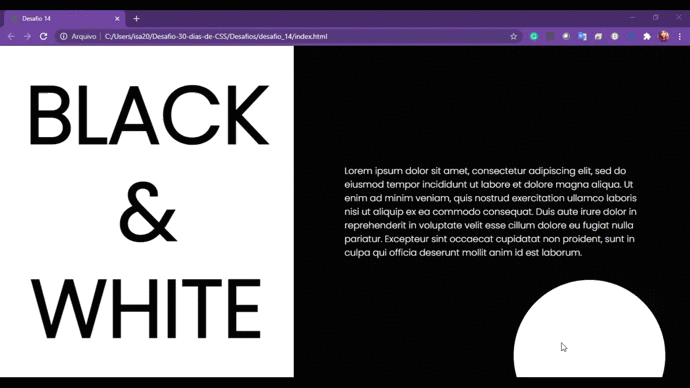 Desafio 14
Arquivo
C:/Users/isa20/Desafio-30-dias-de-CSS/Desafios/desafio_14/index.html
BLACK
&
WHITE
Lorem ipsum dolor sit amet, consectetur adipiscing elit, sed do
eiusmod tempor incididunt ut labore et dolore magna aliqua. Ut
enim ad minim veniam, quis nostrud exercitation ullamco laboris
nisi ut aliquip ex ea commodo consequat. Duis aute irure dolor in
reprehenderit in voluptate velit esse cillum dolore eu fugiat nulla
pariatur. Excepteur sint occaecat cupidatat non proident, sunt in
culpa qui officia deserunt mollit anim id est laborum.